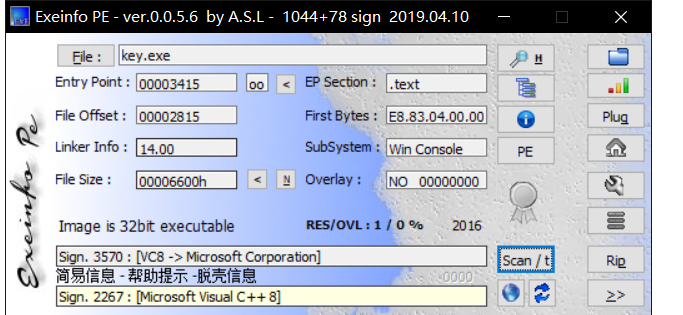 Exeinfo PE - ver.0.0.5.6 by A.S.L - 1044+78 sign 2019.04.10
File : key.exe H
Entry Point : 00003415 oo < EP Section : .text
File Offset : 00002815 First Bytes : E8.83.04.00.00 Plug
Linker Info : 14.00 SubSystem : Win Console PE
File Size : 00006600h < N Overlay : NO 00000000
Image is 32bit executable RES/OVL : 1 / 0 % 2016
Exeinfo Pe
Sign. 3570 : [VC8 -> Microsoft Corporation] Scan / t Rip
简易信息 - 帮助提示 -脱壳信息 -0000
Sign. 2267 : [Microsoft Visual C++ 8] >>